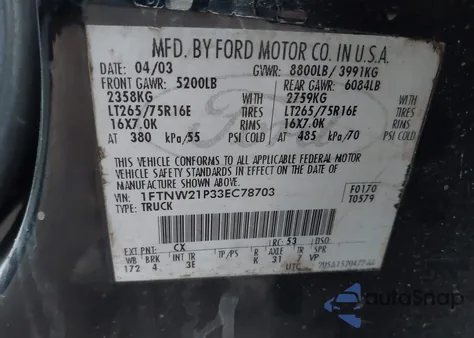 MFD. BY FORD MOTOR CO. IN U.S.A.
DATE: 04/03 GVWR: 8800LB/ 3991KG
FRONT GAWR: 5200LB REAR GAWR: 6084LB
2358KG WITH 2759KG WITH
LT265/75R16E TIRES LT265/75R16E TIRES
16X7.0K RIMS 16X7.0K RIMS
AT 380 kPa/55 PSI COLD AT 485 kPa/70 PSI COLD
THIS VEHICLE CONFORMS TO ALL APPLICABLE FEDERAL MOTOR
VEHICLE SAFETY STANDARDS IN EFFECT ON THE DATE OF
MANUFACTURE SHOWN ABOVE.
VIN: 1FTNW21P33EC78703 F0170
TYPE: TRUCK T0579
EXT PNT: CX RC: 53 DSO:
WB BRK INT TR TP/PS R AXLE TR SPR
172 4 3E K 31 7 VP
UTC
Ford
autoSnap